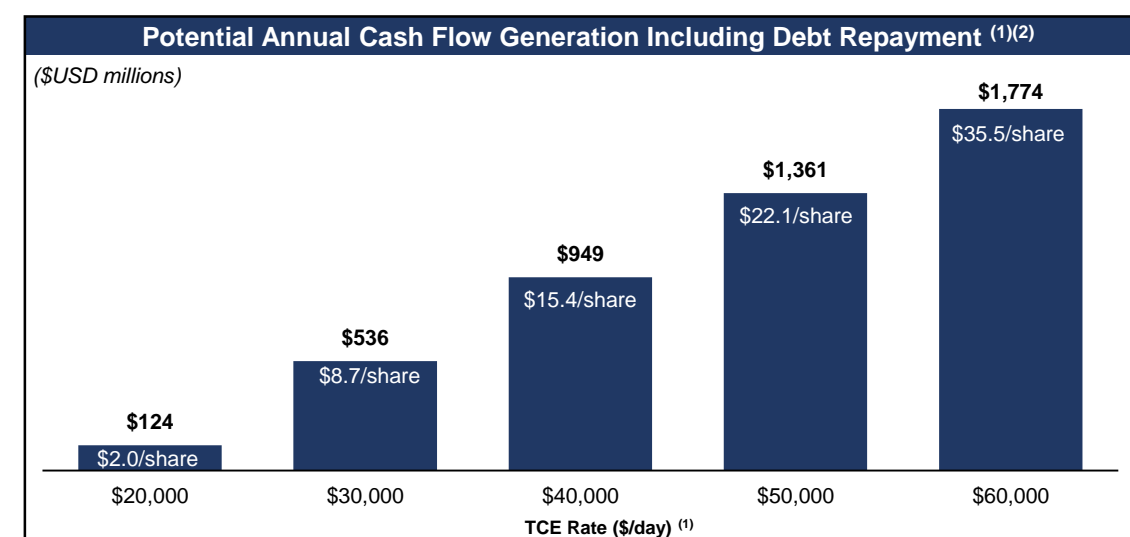 Potential Annual Cash Flow Generation Including Debt Repayment (1)(2)
($USD millions)
$1,774
$35.5/share
$1,361
$22.1/share
$949
$15.4/share
$536
$8.7/share
$124
$2.0/share
$20,000 $30,000 $40,000 $50,000 $60,000
TCE Rate ($/day) (1)